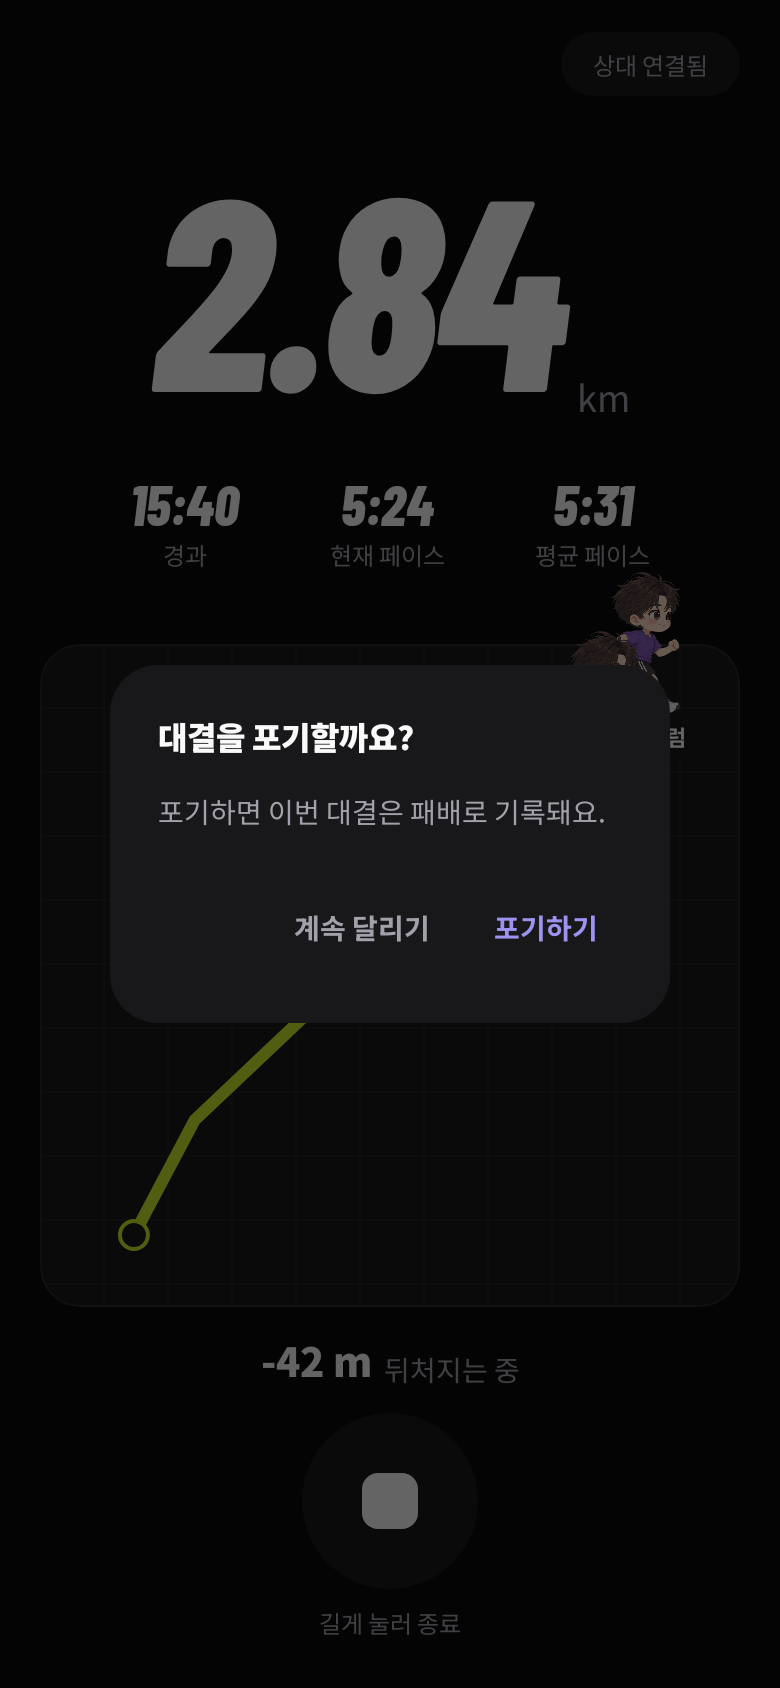 상대 연결됨
2.84 km
15:40 5:24 5:31
경과 현재 페이스 평균 페이스
럼
대결을 포기할까요?
포기하면 이번 대결은 패배로 기록돼요.
계속 달리기 포기하기
-42 m 뒤처지는 중
길게 눌러 종료